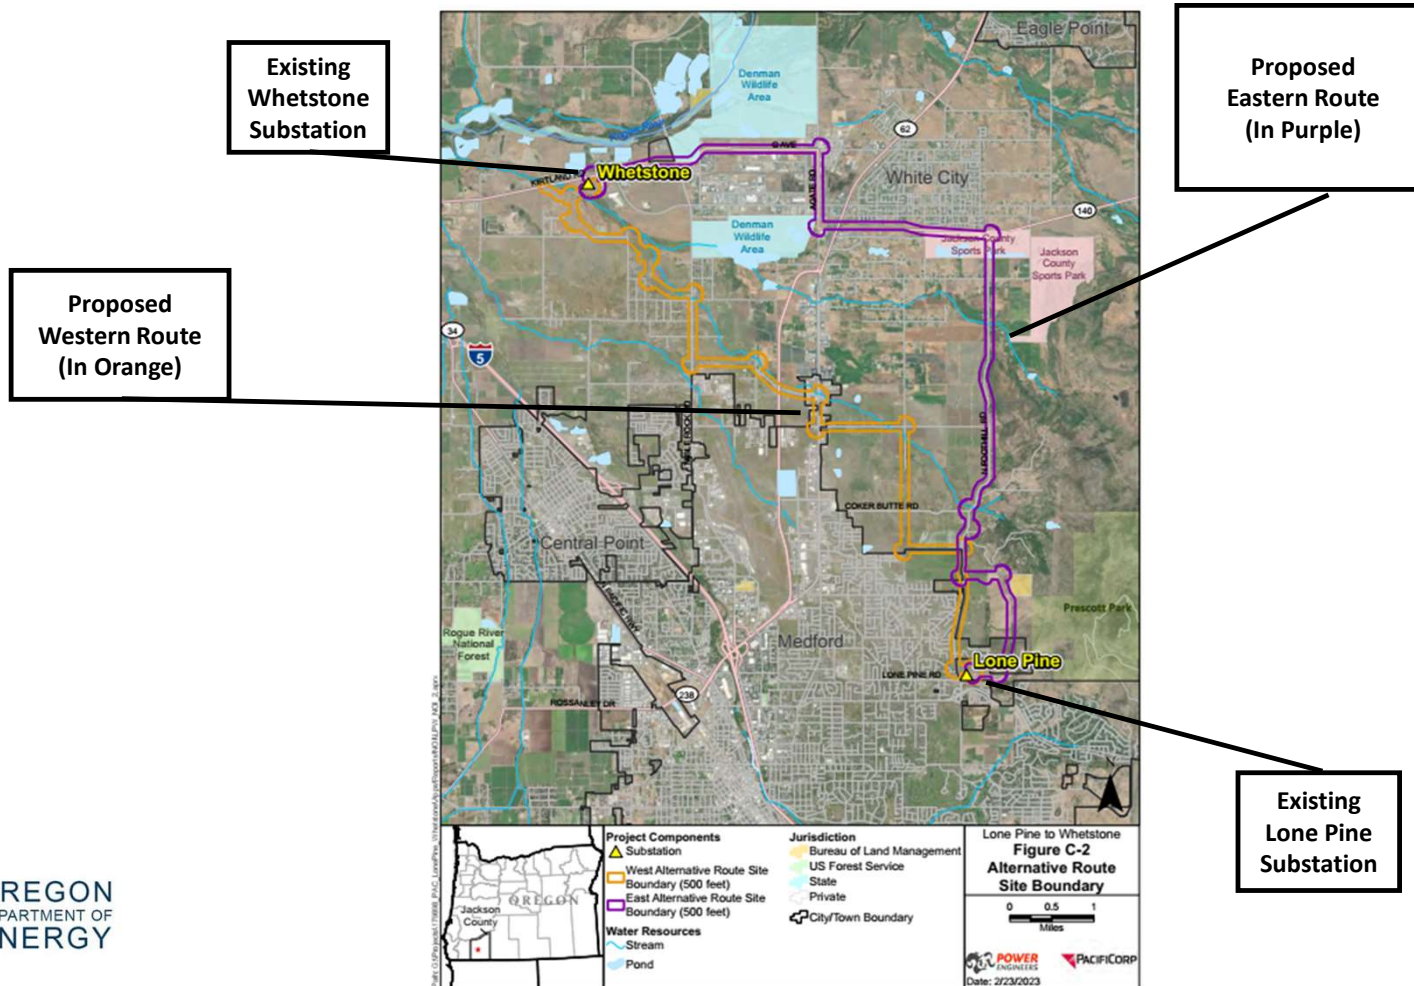 Existing
Whetstone
Substation
Proposed
Eastern Route
(In Purple)
Proposed
Western Route
(In Orange)
Existing
Lone Pine
Substation
Eagle Point
Denman
Wildlife
Area
62
Whetstone
KIRTLAND
AVE
AGATE RD
White City
140
Denman
Wildlife
Area
Jackson County
Sports Park
Jackson
County
Sports Park
34
5
COKER BUTTE RD
Central Point
N PACIFIC HWY
Prescott Park
Rogue River
National
Forest
Medford
Lone Pine
LONE PINE RD
238
ROSSANLEY DR
Jackson
County
OREGON
Project Components
Substation
West Alternative Route Site
Boundary (500 feet)
East Alternative Route Site
Boundary (500 feet)
Water Resources
Stream
Pond
Jurisdiction
Bureau of Land Management
US Forest Service
State
Private
City/Town Boundary
Lone Pine to Whetstone
Figure C-2
Alternative Route
Site Boundary
0 0.5 1
Miles
POWER
ENGINEERS
PACIFICORP
Date: 2/23/2023
REGON
PARTMENT OF
NERGY